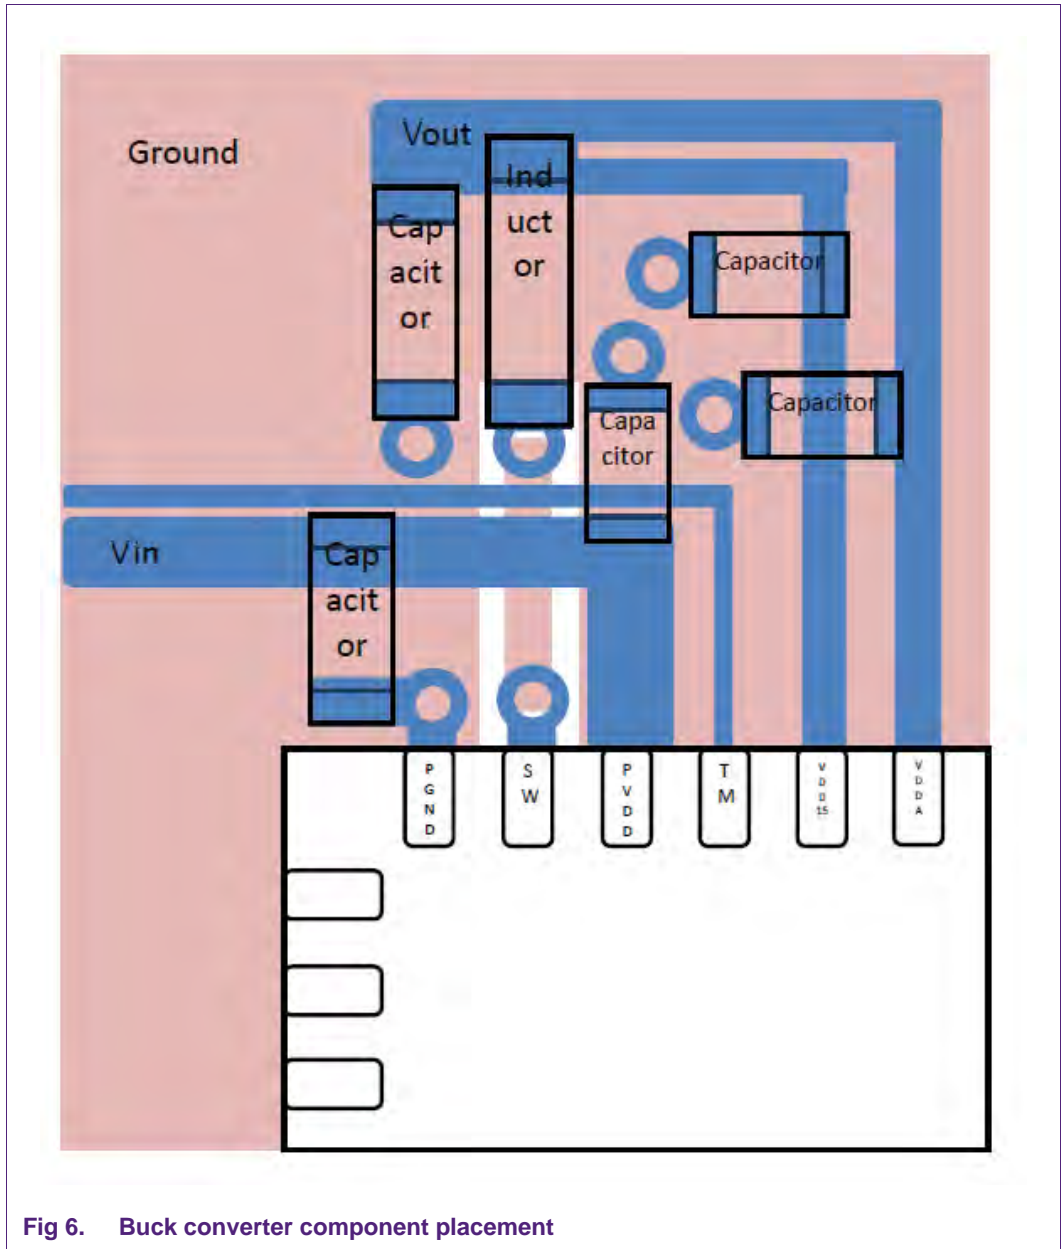 Ground
Vout
Cap
acit
or
Ind
uct
or
Capacitor
Capacitor
Capa
citor
Vin
Cap
acit
or
P
G
N
D
S
W
P
V
D
D
T
M
V
D
D
15
V
D
D
A
Fig 6. Buck converter component placement